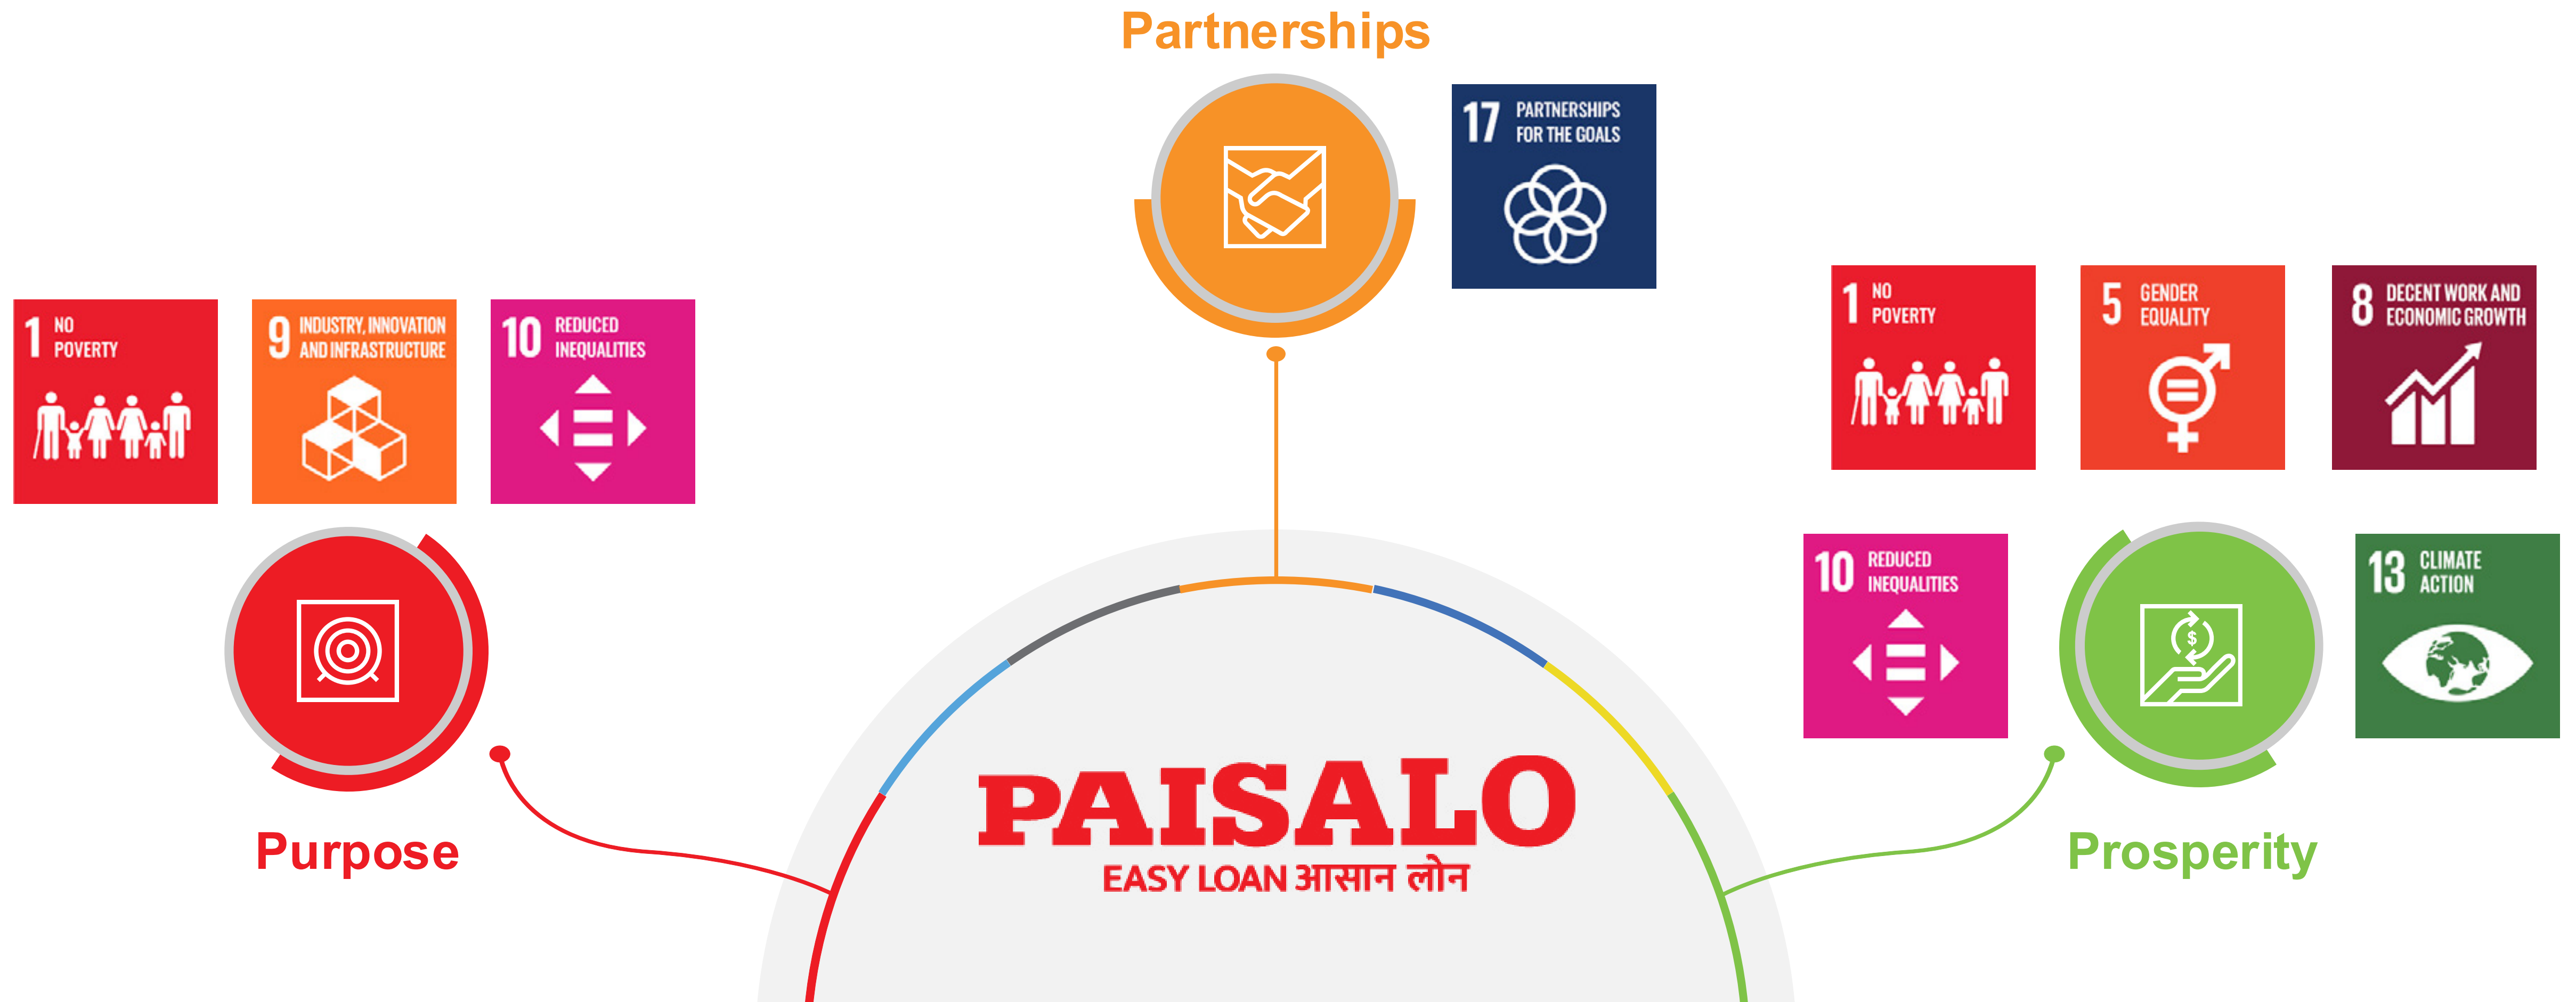 Partnerships
17 PARTNERSHIPS
FOR THE GOALS
1 NO
POVERTY
9 INDUSTRY, INNOVATION
AND INFRASTRUCTURE
10 REDUCED
INEQUALITIES
Purpose
1 NO
POVERTY
5 GENDER
EQUALITY
8 DECENT WORK AND
ECONOMIC GROWTH
10 REDUCED
INEQUALITIES
$
13 CLIMATE
ACTION
Prosperity
PAISALO
EASY LOAN आसान लोन